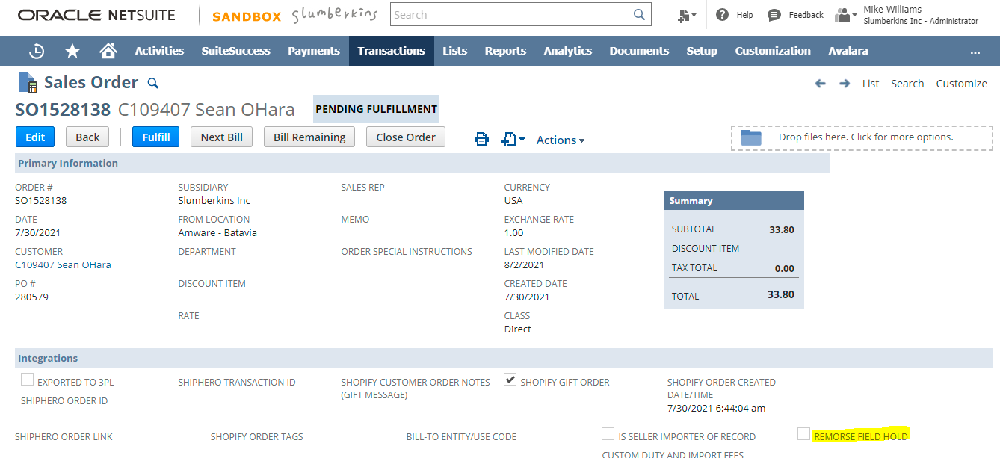 ORACLE NETSUITE SANDBOX slumberkins Search Help Feedback Mike Williams
Slumberkins Inc - Administrator
Activities SuiteSuccess Payments Transactions Lists Reports Analytics Documents Setup Customization Avalara ...
Sales Order List Search Customize
SO1528138 C109407 Sean OHara PENDING FULFILLMENT
Edit Back Fulfill Next Bill Bill Remaining Close Order Actions Drop files here. Click for more options.
Primary Information
ORDER #
SO1528138
DATE
7/30/2021
CUSTOMER
C109407 Sean OHara
PO #
280579
SUBSIDIARY
Slumberkins Inc
FROM LOCATION
Amware - Batavia
DEPARTMENT
DISCOUNT ITEM
RATE
SALES REP
MEMO
ORDER SPECIAL INSTRUCTIONS
CURRENCY
USA
EXCHANGE RATE
1.00
LAST MODIFIED DATE
8/2/2021
CREATED DATE
7/30/2021
CLASS
Direct
Summary
SUBTOTAL 33.80
DISCOUNT ITEM
TAX TOTAL 0.00
TOTAL 33.80
Integrations
EXPORTED TO 3PL
SHIPHERO ORDER ID
SHIPHERO TRANSACTION ID
SHOPIFY CUSTOMER ORDER NOTES
(GIFT MESSAGE)
SHOPIFY GIFT ORDER
SHOPIFY ORDER CREATED
DATE/TIME
7/30/2021 6:44:04 am
SHIPHERO ORDER LINK
SHOPIFY ORDER TAGS
BILL-TO ENTITY/USE CODE
IS SELLER IMPORTER OF RECORD
CUSTOM DUTY AND IMPORT FEES
REMORSE FIELD HOLD